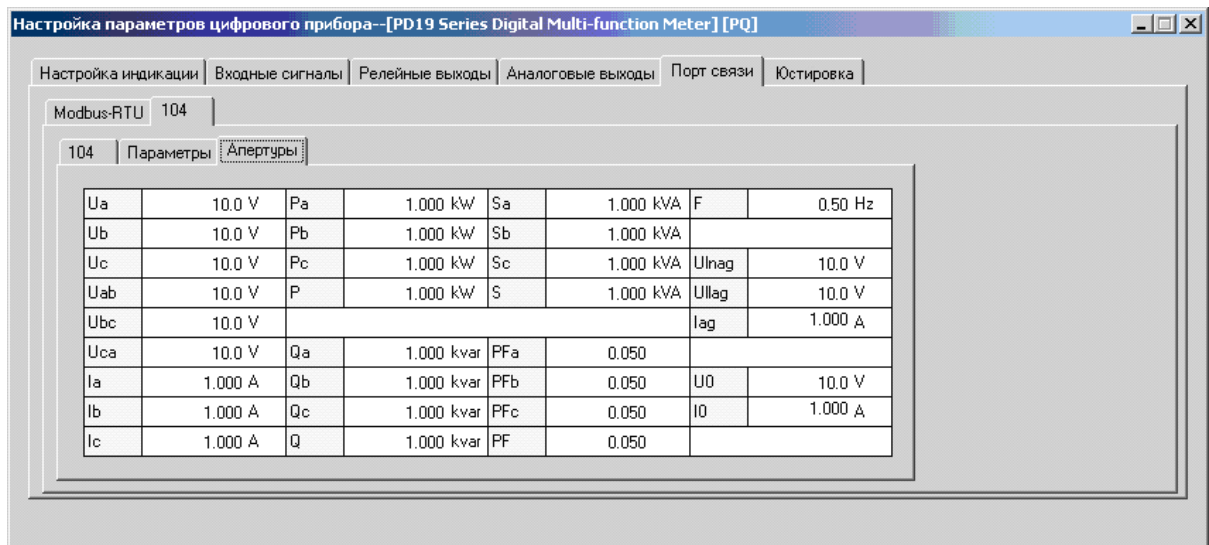 Настройка параметров цифрового прибора--[PD19 Series Digital Multi-function Meter] [PQ]
Настройка индикации Входные сигналы Релейные выходы Аналоговые выходы Порт связи Юстировка
Modbus-RTU 104
104 Параметры Апертуры
Ua 10.0 V Pa 1.000 kW Sa 1.000 kVA F 0.50 Hz
Ub 10.0 V Pb 1.000 kW Sb 1.000 kVA
Uc 10.0 V Pc 1.000 kW Sc 1.000 kVA Ulnag 10.0 V
Uab 10.0 V P 1.000 kW S 1.000 kVA Ullag 10.0 V
Ubc 10.0 V Iag 1.000 A
Uca 10.0 V Qa 1.000 kvar PFa 0.050
Ia 1.000 A Qb 1.000 kvar PFb 0.050 U0 10.0 V
Ib 1.000 A Qc 1.000 kvar PFc 0.050 I0 1.000 A
Ic 1.000 A Q 1.000 kvar PF 0.050